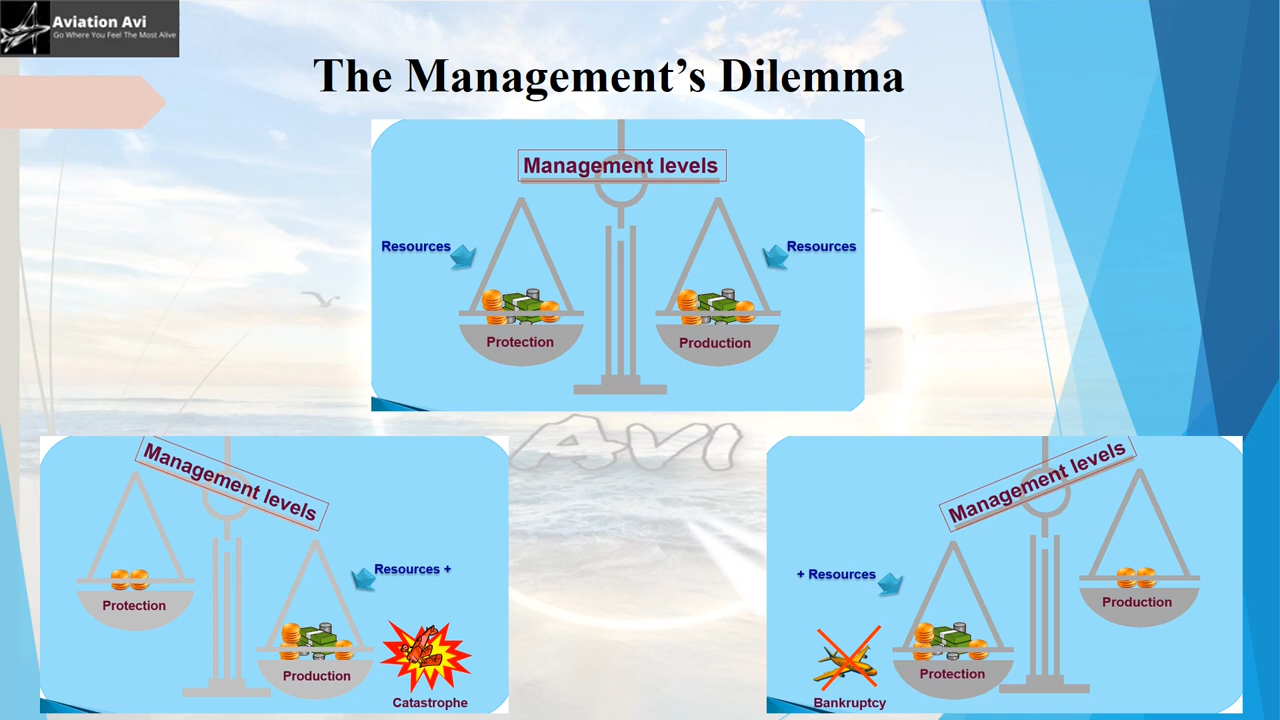 Aviation Avi
Go Where You Feel The Most Alive
The Management’s Dilemma
Management levels
Resources
Resources
Protection
Production
Avi
Management levels
Resources +
Protection
Production
Catastrophe
Management levels
+ Resources
Production
Protection
Bankruptcy